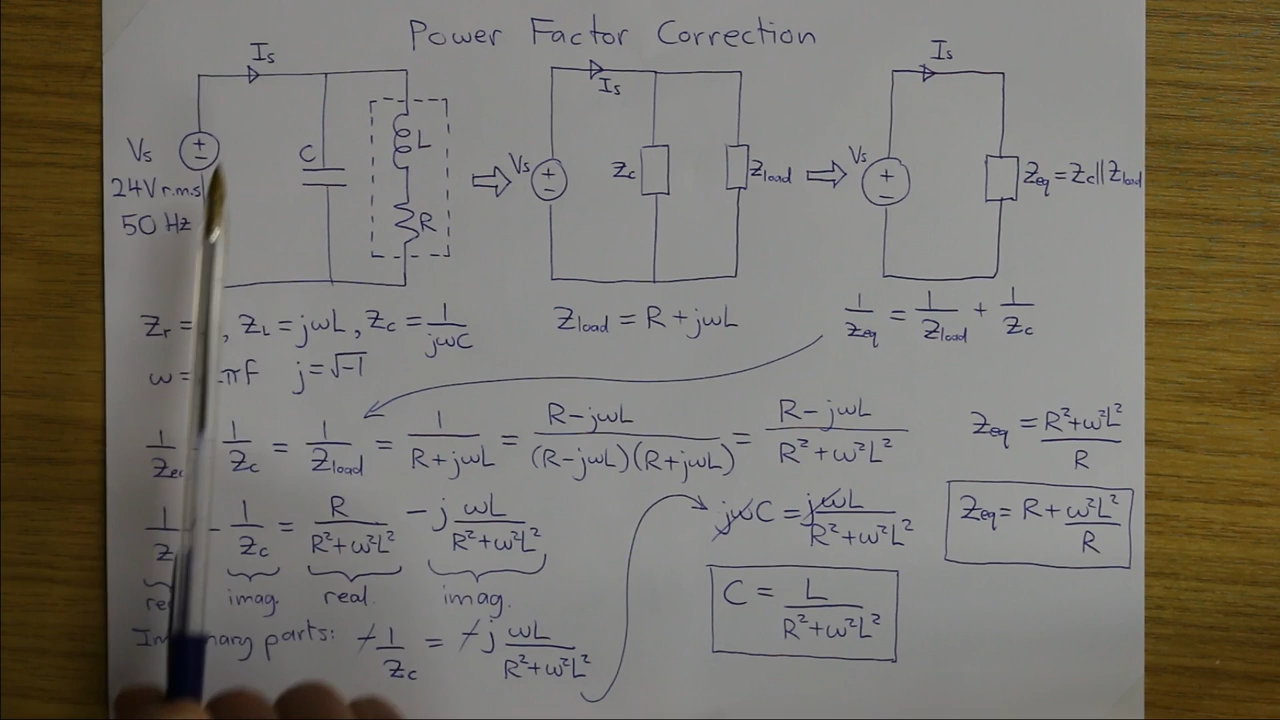 Power Factor Correction
Is
Is
Is
Vs
24V r.m.s
50 Hz
C
L
R
Vs
Zc
Zload
Vs
Zeq = Zc||Zload
Zr = , ZL = jωL, Zc = 1/jωC
Zload = R + jωL
1/Zeq = 1/Zload + 1/Zc
ω = πf j = √-1
1/Zeq 1/Zc = 1/Zload = 1/(R+jωL) = (R-jωL)/((R-jωL)(R+jωL)) = (R-jωL)/(R²+ω²L²)
Zeq = (R²+ω²L²)/R
1/Z - 1/Zc = R/(R²+ω²L²) - j ωL/(R²+ω²L²)
imag. real. imag.
jωC = jωL/(R²+ω²L²)
Zeq = R + ω²L²/R
C = L/(R²+ω²L²)
parts: -1/Zc = -j ωL/(R²+ω²L²)